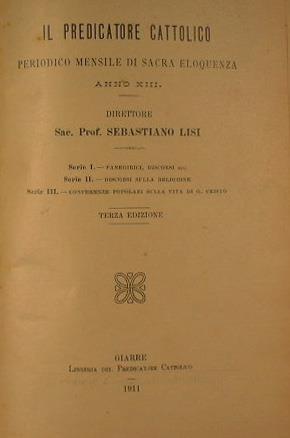 IL PREDICATORE CATTOLICO
PERIODICO MENSILE DI SACRA ELOQUENZA
ANNO XIII.
DIRETTORE
Sac. Prof. SEBASTIANO LISI
Serie I. — PANEGIRICI, DISCORSI ecc.
Serie II. — DISCORSI SULLA RELIGIONE
Serie III. — CONFERENZE POPOLARI SULLA VITA DI G. CRISTO
TERZA EDIZIONE
GIARRE
LIBRERIA DEL PREDICATORE CATTOLICO
1911